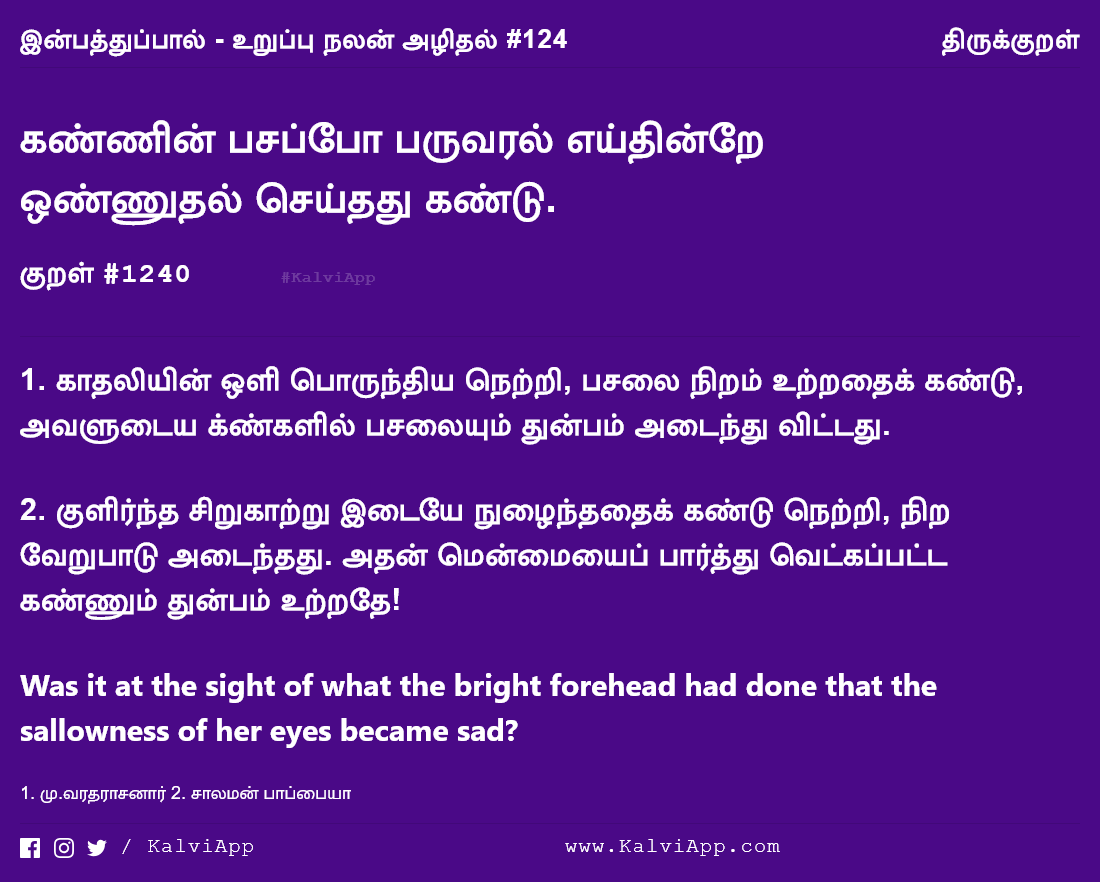 இன்பத்துப்பால் - உறுப்பு நலன் அழிதல் #124 திருக்குறள்
கண்ணின் பசப்போ பருவரல் எய்தின்றே
ஒண்ணுதல் செய்தது கண்டு.
குறள் #1240 #KalviApp
1. காதலியின் ஒளி பொருந்திய நெற்றி, பசலை நிறம் உற்றதைக் கண்டு,
அவளுடைய க்ண்களில் பசலையும் துன்பம் அடைந்து விட்டது.
2. குளிர்ந்த சிறுகாற்று இடையே நுழைந்ததைக் கண்டு நெற்றி, நிற
வேறுபாடு அடைந்தது. அதன் மென்மையைப் பார்த்து வெட்கப்பட்ட
கண்ணும் துன்பம் உற்றதே!
Was it at the sight of what the bright forehead had done that the
sallowness of her eyes became sad?
1. மு.வரதராசனார் 2. சாலமன் பாப்பையா
/ KalviApp www.KalviApp.com